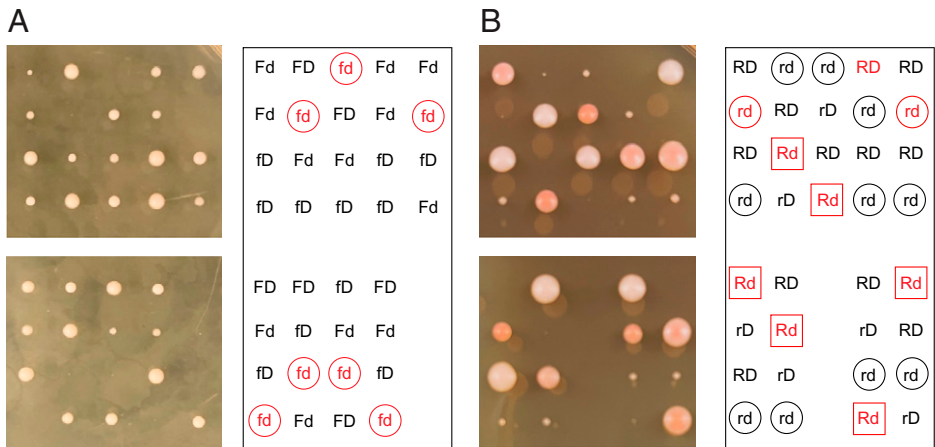 A
B
Fd FD fd Fd Fd
Fd fd FD Fd fd
fD Fd Fd fD fD
fD fD fD fD Fd
FD FD fD FD
Fd fD Fd Fd
fD fd fd fD
fd Fd FD fd
RD rd rd RD RD
rd RD rD rd rd
RD Rd RD RD RD
rd rD Rd rd rd
Rd RD RD Rd
rD Rd rD RD
RD rD rd rd
rd rd Rd rD